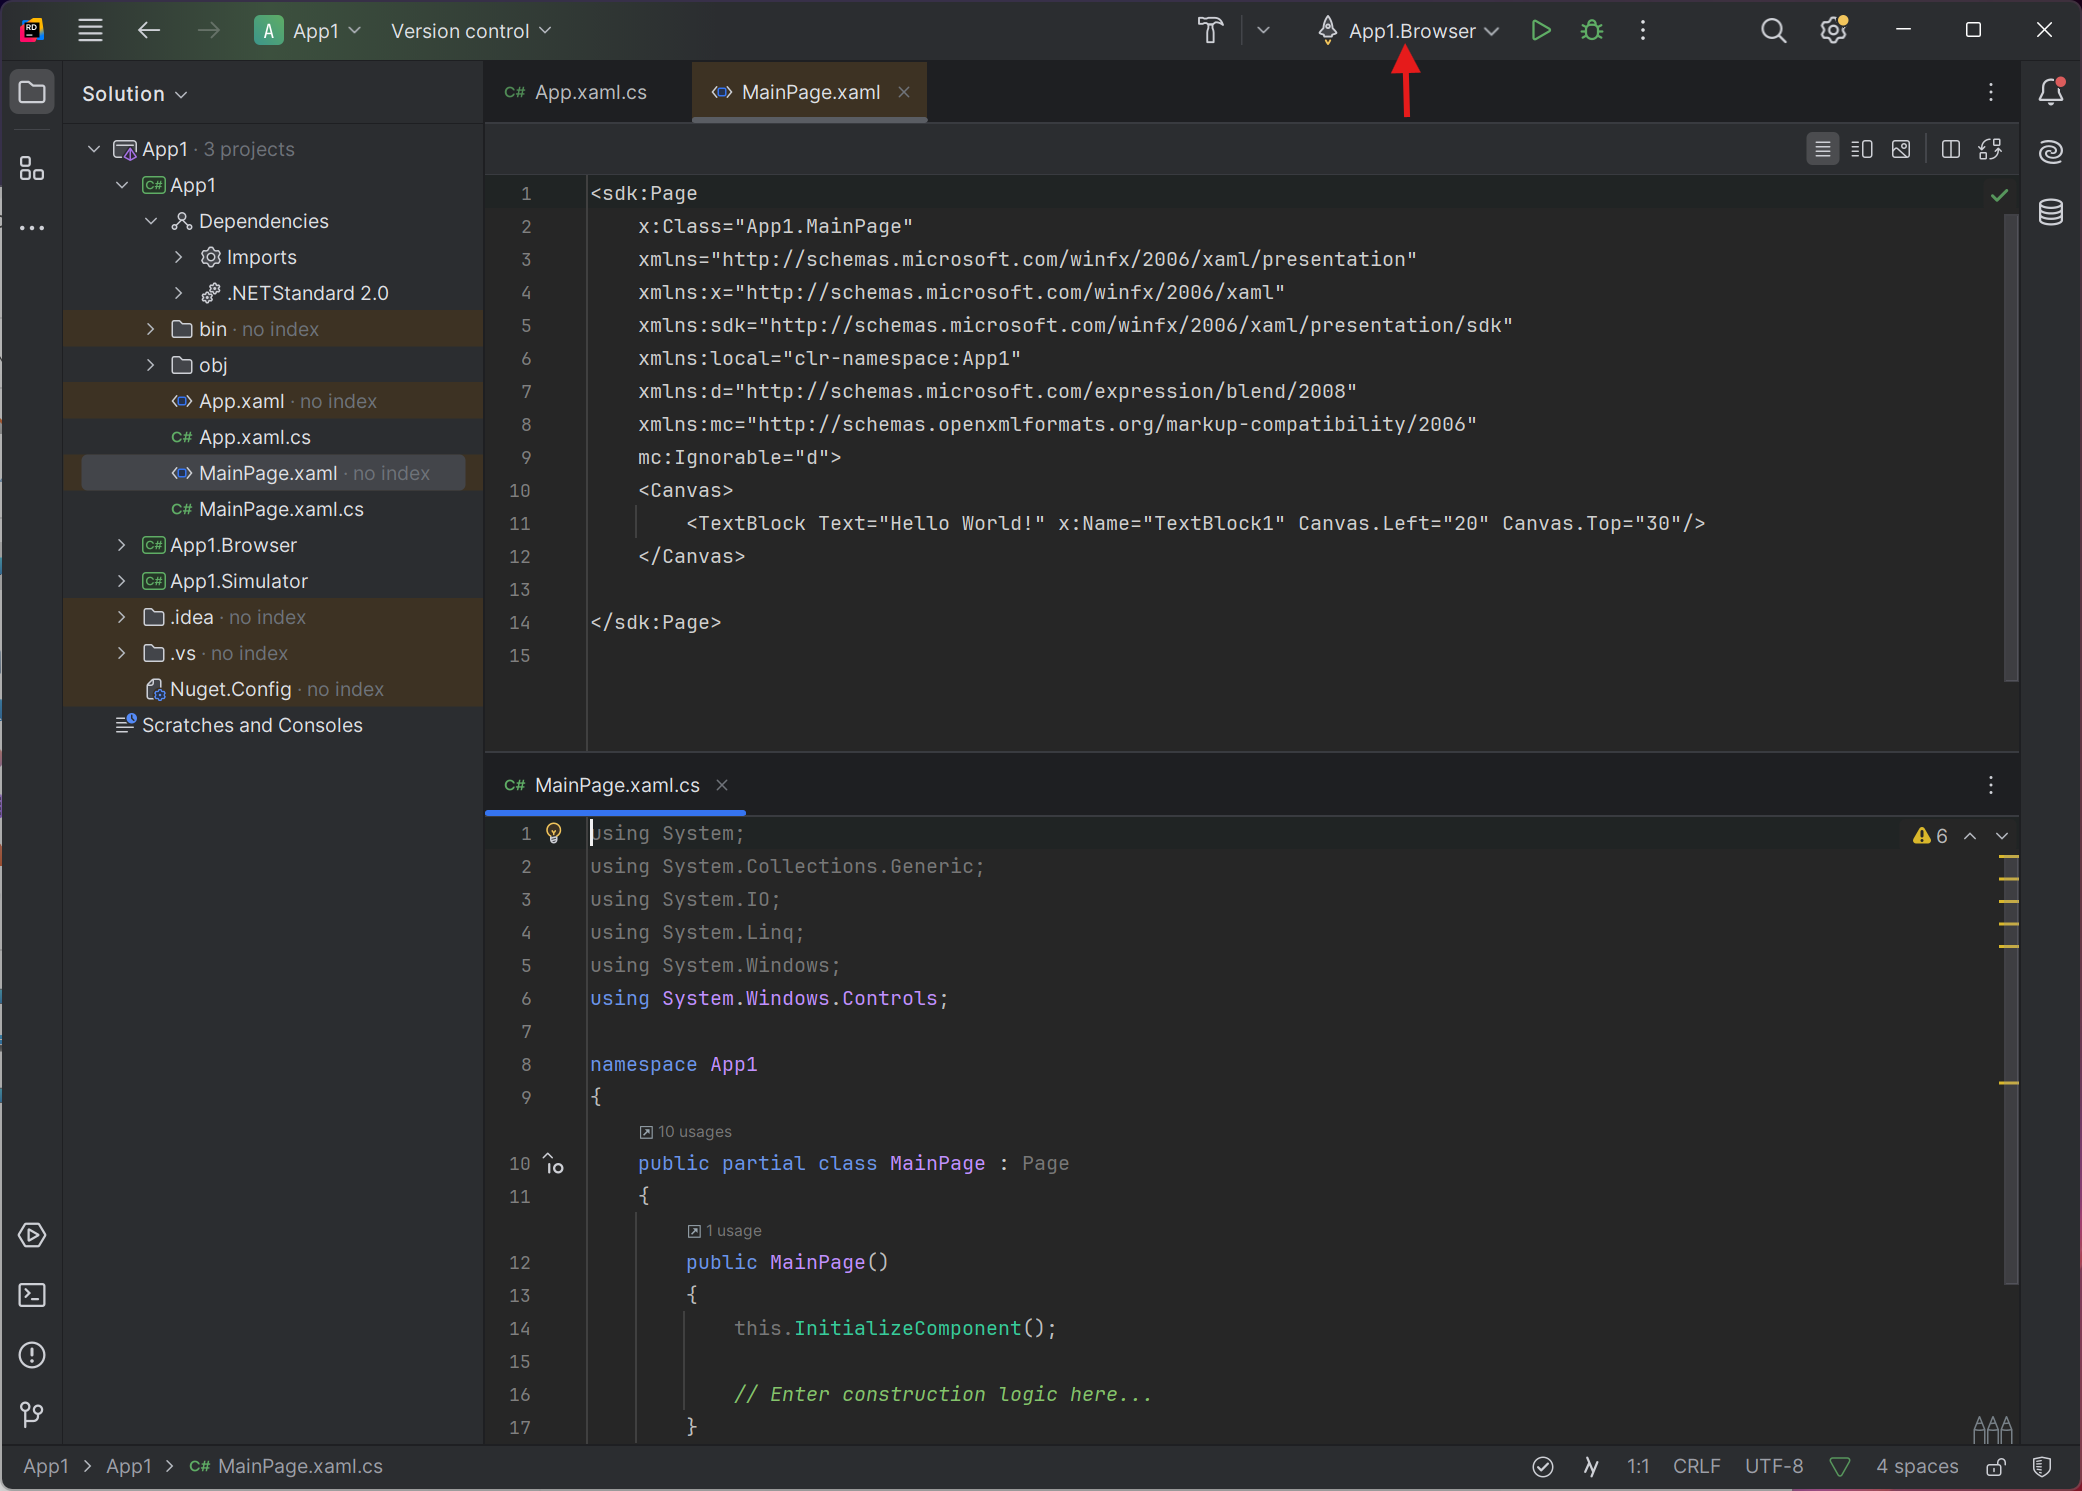 RD
A App1
Version control
App1.Browser
Solution
C# App.xaml.cs
MainPage.xaml
App1 · 3 projects
C# App1
Dependencies
Imports
.NETStandard 2.0
bin · no index
obj
App.xaml · no index
C# App.xaml.cs
MainPage.xaml · no index
C# MainPage.xaml.cs
C# App1.Browser
C# App1.Simulator
.idea · no index
.vs · no index
Nuget.Config · no index
Scratches and Consoles
1 <sdk:Page
2 x:Class="App1.MainPage"
3 xmlns="http://schemas.microsoft.com/winfx/2006/xaml/presentation"
4 xmlns:x="http://schemas.microsoft.com/winfx/2006/xaml"
5 xmlns:sdk="http://schemas.microsoft.com/winfx/2006/xaml/presentation/sdk"
6 xmlns:local="clr-namespace:App1"
7 xmlns:d="http://schemas.microsoft.com/expression/blend/2008"
8 xmlns:mc="http://schemas.openxmlformats.org/markup-compatibility/2006"
9 mc:Ignorable="d">
10 <Canvas>
11 <TextBlock Text="Hello World!" x:Name="TextBlock1" Canvas.Left="20" Canvas.Top="30"/>
12 </Canvas>
13
14 </sdk:Page>
15
C# MainPage.xaml.cs
1 using System;
6
2 using System.Collections.Generic;
3 using System.IO;
4 using System.Linq;
5 using System.Windows;
6 using System.Windows.Controls;
7
8 namespace App1
9 {
10 usages
10 public partial class MainPage : Page
11 {
1 usage
12 public MainPage()
13 {
14 this.InitializeComponent();
15
16 // Enter construction logic here...
17 }
App1 > App1 > C# MainPage.xaml.cs
1:1 CRLF UTF-8 4 spaces